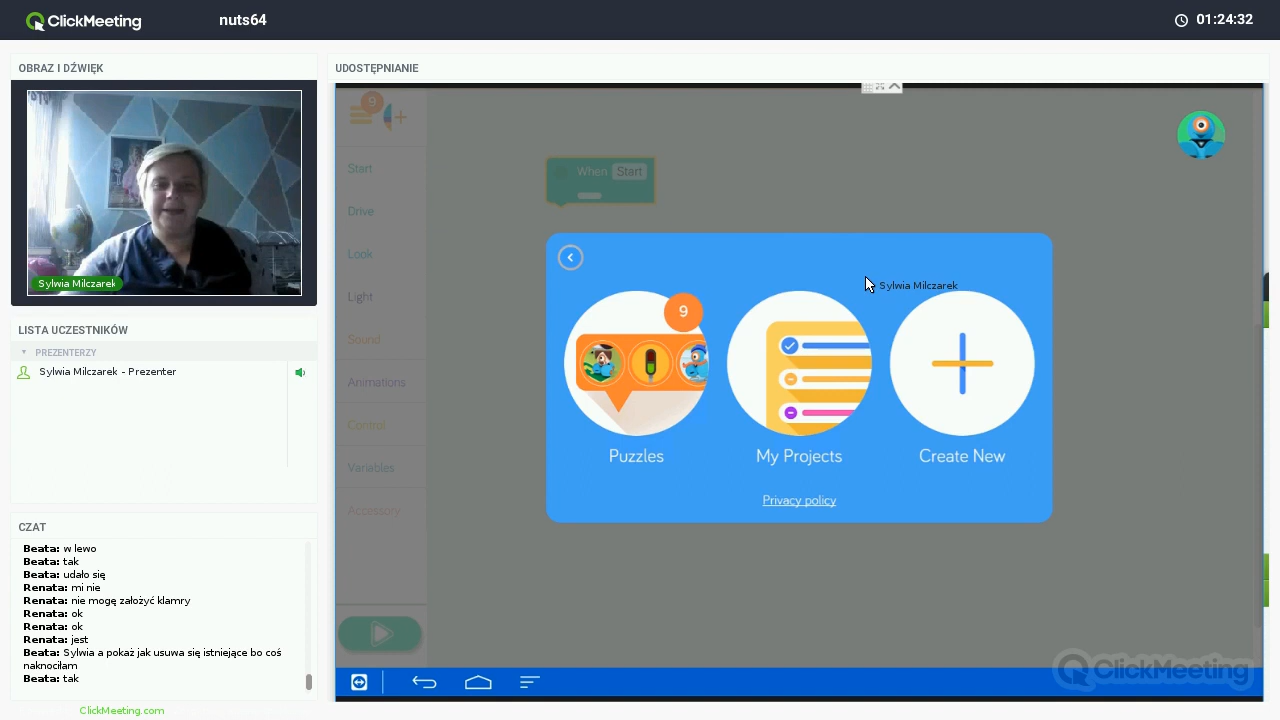 ClickMeeting
nuts64
01:24:32
OBRAZ I DŹWIĘK
Sylwia Milczarek
LISTA UCZESTNIKÓW
PREZENTERZY
Sylwia Milczarek - Prezenter
CZAT
Beata: w lewo
Beata: tak
Beata: udało się
Renata: mi nie
Renata: nie mogę założyć klamry
Renata: ok
Renata: ok
Renata: jest
Beata: Sylwia a pokaż jak usuwa się istniejące bo coś
naknociłam
Beata: tak
ClickMeeting.com
UDOSTĘPNIANIE
9
Start
Drive
Look
Light
Sound
Animations
Control
Variables
Accessory
When Start
Sylwia Milczarek
9
Puzzles
My Projects
Create New
Privacy policy
ClickMeeting